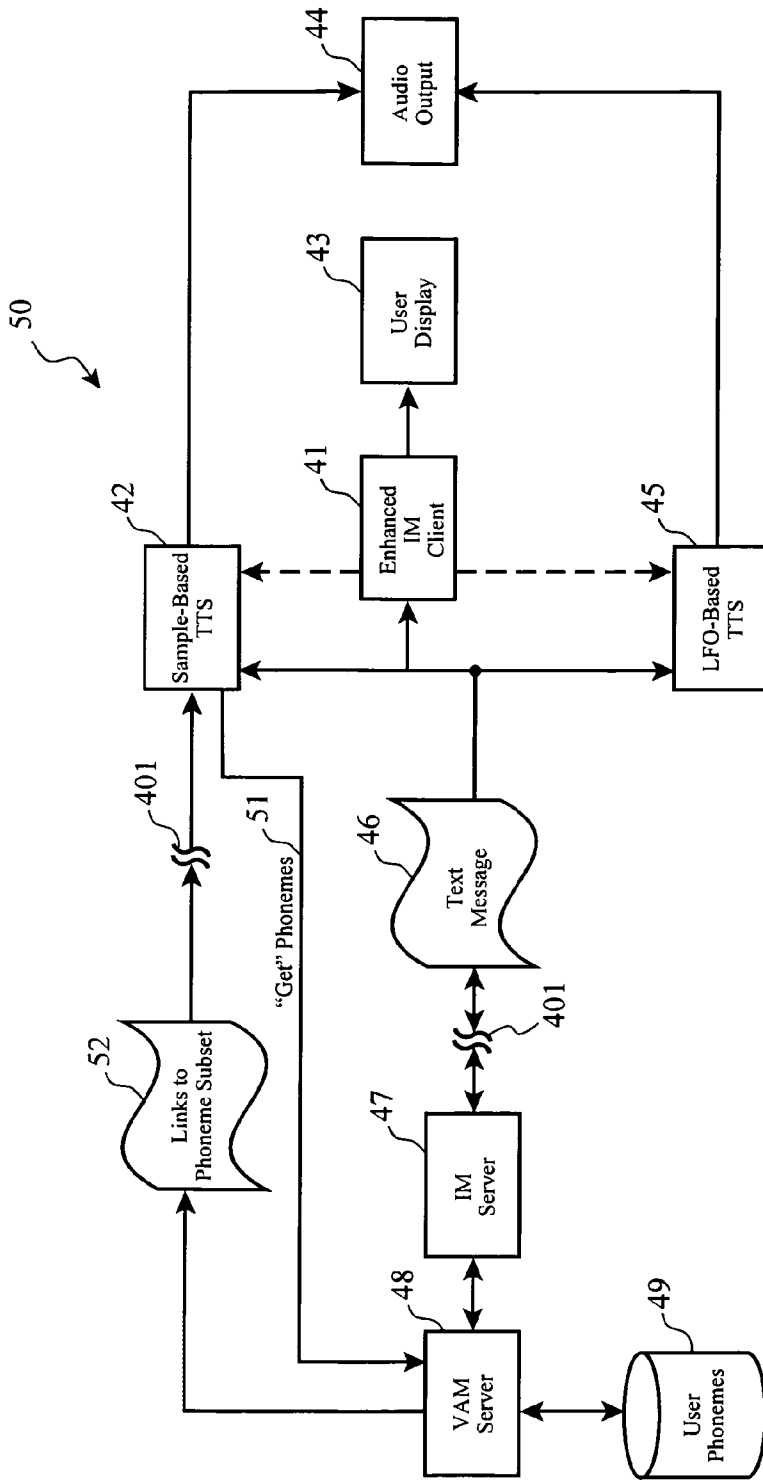 50
42
Sample-Based
TTS
44
Audio
Output
43
User
Display
41
Enhanced
IM
Client
45
LFO-Based
TTS
401
52
Links to
Phoneme Subset
51
“Get” Phonemes
46
Text
Message
401
47
IM
Server
48
VAM
Server
49
User
Phonemes